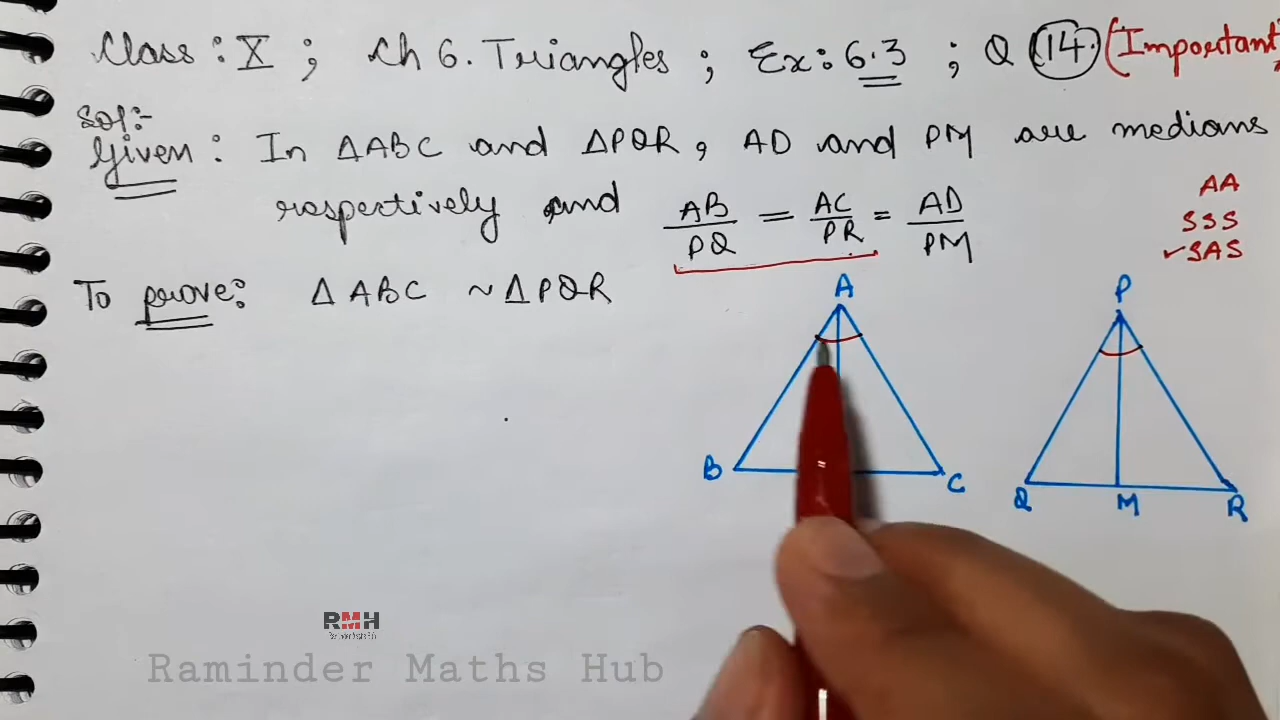 Class: X ; Ch 6. Triangles ; Ex: 6.3 ; Q 14. (Important
Sol:-
Given: In ΔABC and ΔPQR, AD and PM are medians
respectively and AB/PQ = AC/PR = AD/PM
AA
SSS
✓SAS
To prove: ΔABC ~ ΔPQR
A
P
B
C
Q
M
R
RMH
Raminder Maths Hub